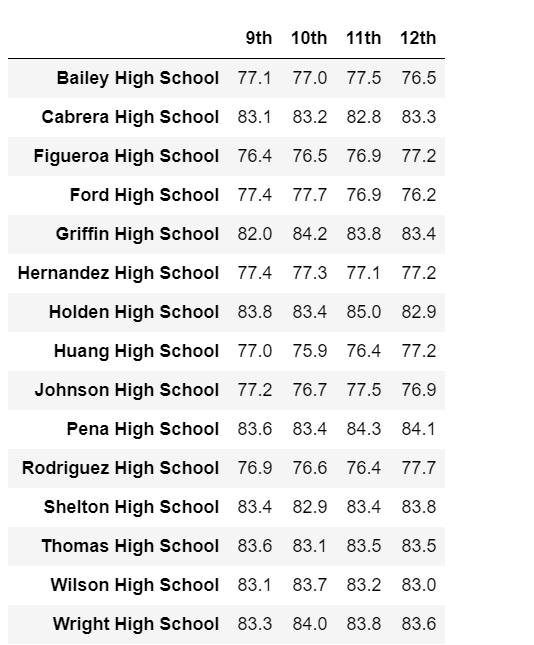 9th 10th 11th 12th
Bailey High School 77.1 77.0 77.5 76.5
Cabrera High School 83.1 83.2 82.8 83.3
Figueroa High School 76.4 76.5 76.9 77.2
Ford High School 77.4 77.7 76.9 76.2
Griffin High School 82.0 84.2 83.8 83.4
Hernandez High School 77.4 77.3 77.1 77.2
Holden High School 83.8 83.4 85.0 82.9
Huang High School 77.0 75.9 76.4 77.2
Johnson High School 77.2 76.7 77.5 76.9
Pena High School 83.6 83.4 84.3 84.1
Rodriguez High School 76.9 76.6 76.4 77.7
Shelton High School 83.4 82.9 83.4 83.8
Thomas High School 83.6 83.1 83.5 83.5
Wilson High School 83.1 83.7 83.2 83.0
Wright High School 83.3 84.0 83.8 83.6